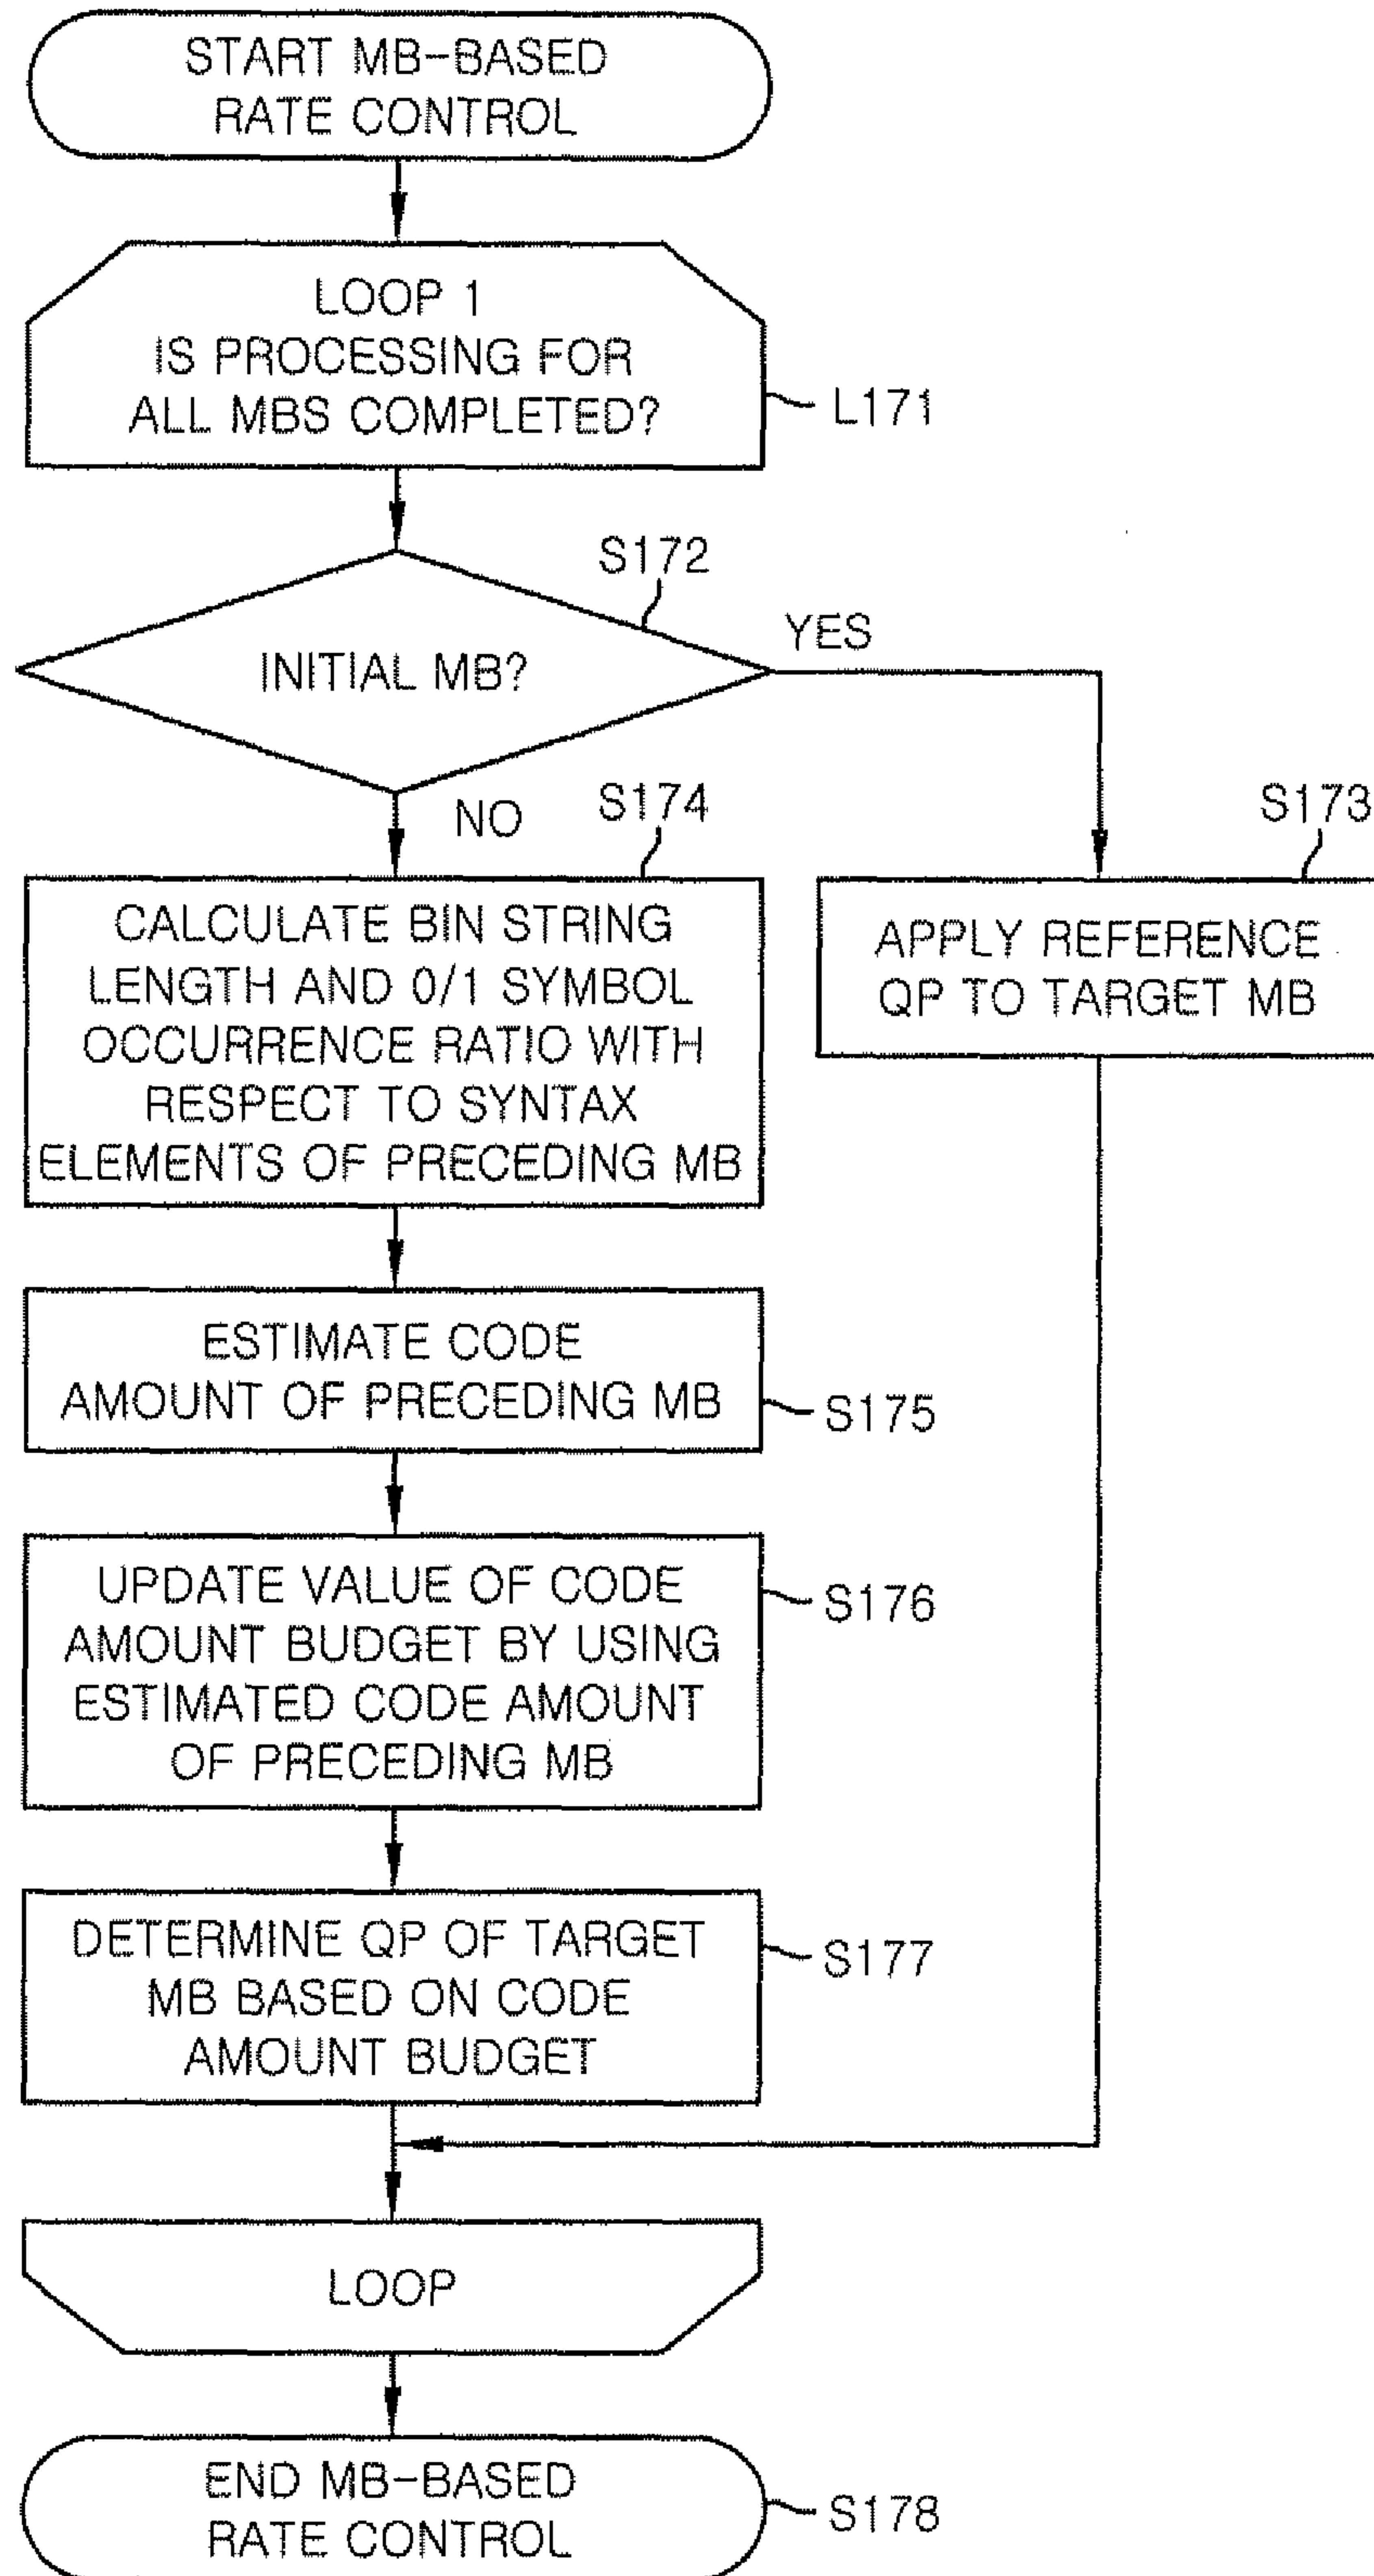 START MB-BASED
RATE CONTROL
LOOP 1
IS PROCESSING FOR
ALL MBS COMPLETED?
L171
S172
INITIAL MB?
YES
NO
S174
S173
CALCULATE BIN STRING
LENGTH AND 0/1 SYMBOL
OCCURRENCE RATIO WITH
RESPECT TO SYNTAX
ELEMENTS OF PRECEDING MB
APPLY REFERENCE
QP TO TARGET MB
ESTIMATE CODE
AMOUNT OF PRECEDING MB
S175
UPDATE VALUE OF CODE
AMOUNT BUDGET BY USING
ESTIMATED CODE AMOUNT
OF PRECEDING MB
S176
DETERMINE QP OF TARGET
MB BASED ON CODE
AMOUNT BUDGET
S177
LOOP
END MB-BASED
RATE CONTROL
S178